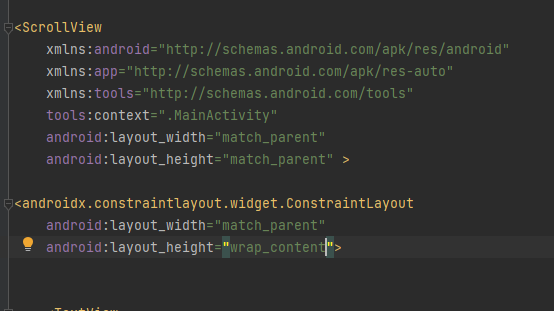 <ScrollView
xmlns:android="http://schemas.android.com/apk/res/android"
xmlns:app="http://schemas.android.com/apk/res-auto"
xmlns:tools="http://schemas.android.com/tools"
tools:context=".MainActivity"
android:layout_width="match_parent"
android:layout_height="match_parent" >
<androidx.constraintlayout.widget.ConstraintLayout
android:layout_width="match_parent"
android:layout_height="wrap_content">
<TextView